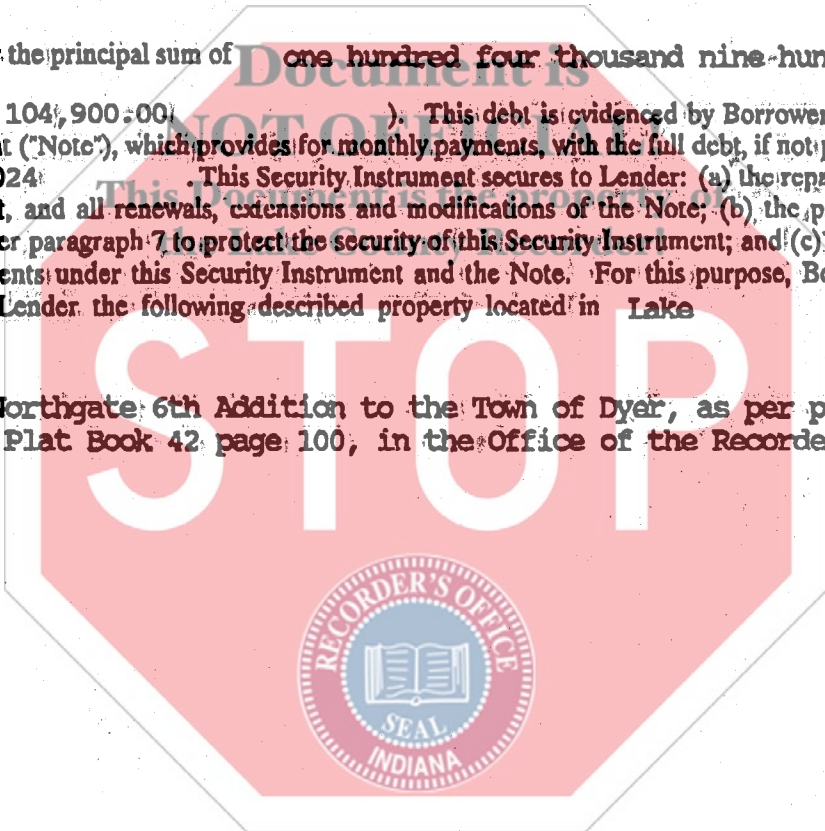 the principal sum of one hundred four thousand nine hun
Document is
104,900.00 ). This debt is evidenced by Borrower
NOT OFFICIAL!
t ("Note"), which provides for monthly payments, with the full debt, if not p
024 . This Security Instrument secures to Lender: (a) the repa
This Document is the property of
t, and all renewals, extensions and modifications of the Note; (b) the p
er paragraph 7 to protect the security of this Security Instrument; and (c)
the Lake County Recorder!
ents under this Security Instrument and the Note. For this purpose, Bo
Lender the following described property located in Lake
STOP
Northgate 6th Addition to the Town of Dyer, as per p
Plat Book 42 page 100, in the Office of the Recorde
RECORDER'S OFFICE
SEAL
INDIANA